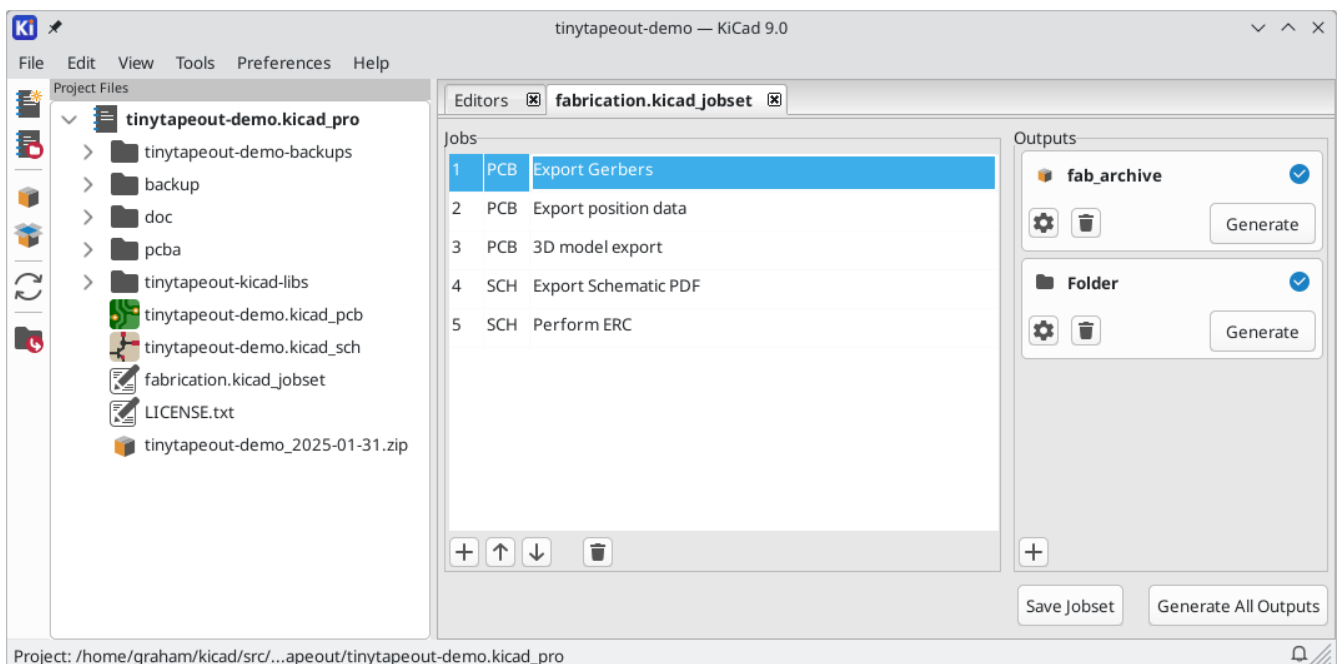 Ki
tinytapeout-demo — KiCad 9.0
File Edit View Tools Preferences Help
Project Files
tinytapeout-demo.kicad_pro
tinytapeout-demo-backups
backup
doc
pcba
tinytapeout-kicad-libs
tinytapeout-demo.kicad_pcb
tinytapeout-demo.kicad_sch
fabrication.kicad_jobset
LICENSE.txt
tinytapeout-demo_2025-01-31.zip
Editors fabrication.kicad_jobset
Jobs
1 PCB Export Gerbers
2 PCB Export position data
3 PCB 3D model export
4 SCH Export Schematic PDF
5 SCH Perform ERC
Outputs
fab_archive
Generate
Folder
Generate
Save Jobset Generate All Outputs
Project: /home/graham/kicad/src/...apeout/tinytapeout-demo.kicad_pro